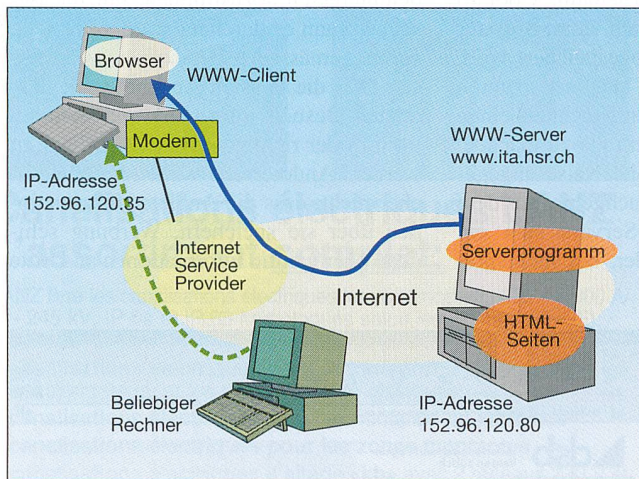 Browser
WWW-Client
Modem
WWW-Server
www.ita.hsr.ch
IP-Adresse
152.96.120.35
Internet
Service
Provider
Serverprogramm
Internet
HTML-
Seiten
Beliebiger
Rechner
IP-Adresse
152.96.120.80